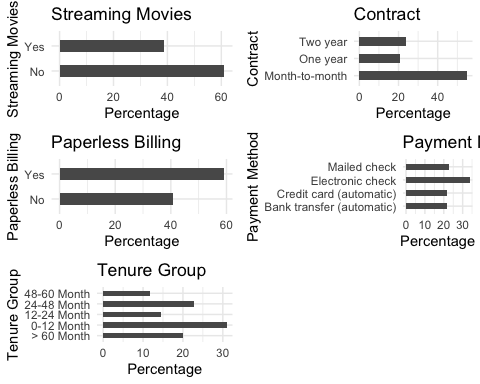 Streaming Movies
Streaming Movies
Yes
No
0 20 40 60
Percentage
Contract
Contract
Two year
One year
Month-to-month
0 20 40
Percentage
Paperless Billing
Paperless Billing
Yes
No
0 20 40 60
Percentage
Payment
Payment Method
Mailed check
Electronic check
Credit card (automatic)
Bank transfer (automatic)
0 10 20 30
Percentage
Tenure Group
Tenure Group
48-60 Month
24-48 Month
12-24 Month
0-12 Month
> 60 Month
0 10 20 30
Percentage